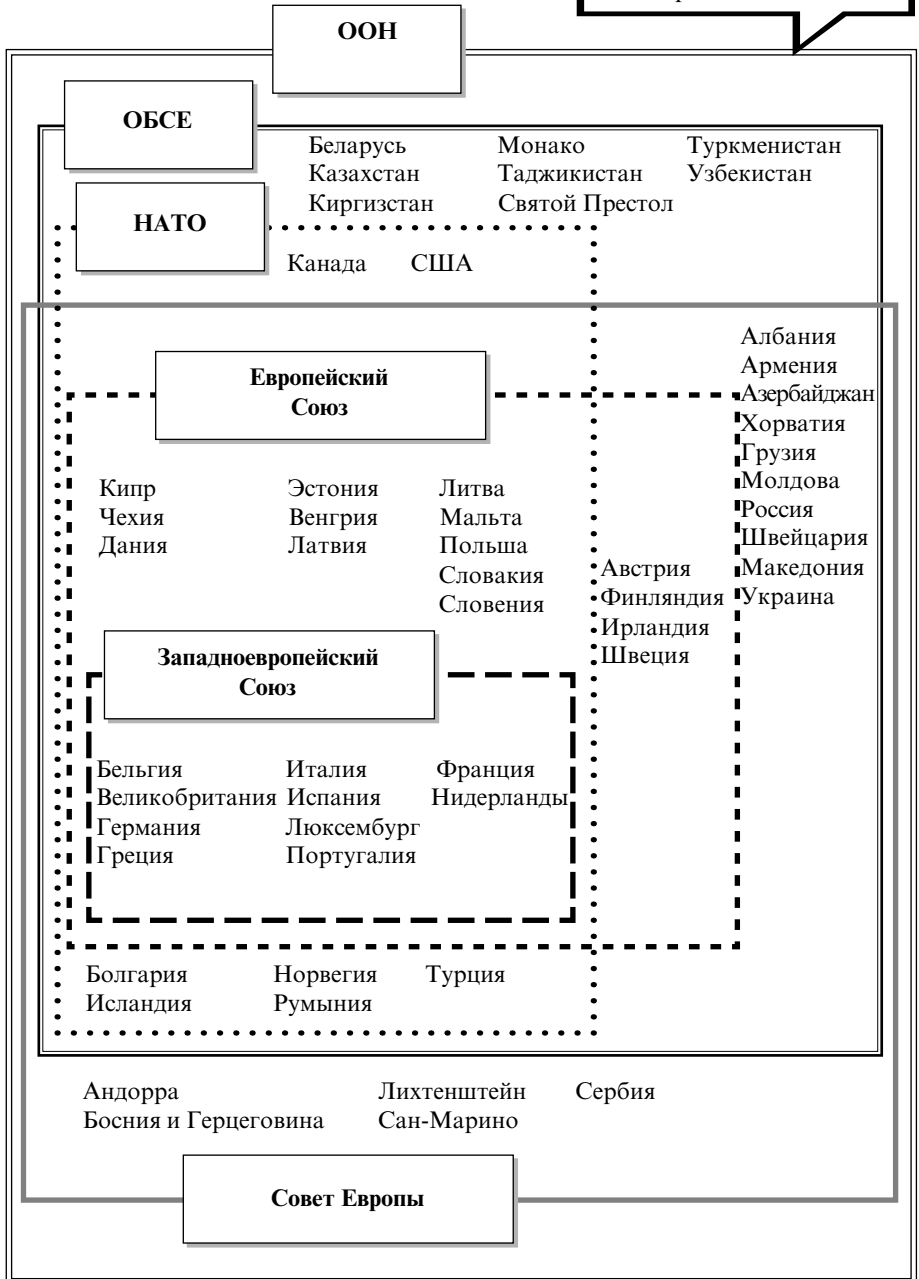 ООН
ОБСЕ
Беларусь Монако Туркменистан
Казахстан Таджикистан Узбекистан
Киргизстан Святой Престол
НАТО
Канада США
Албания
Армения
Азербайджан
Хорватия
Грузия
Молдова
Россия
Швейцария
Македония
Украина
Европейский
Союз
Кипр Эстония Литва
Чехия Венгрия Мальта
Дания Латвия Польша
Словакия
Словения
Австрия
Финляндия
Ирландия
Швеция
Западноевропейский
Союз
Бельгия Италия Франция
Великобритания Испания Нидерланды
Германия Люксембург
Греция Португалия
Болгария Норвегия Турция
Исландия Румыния
Андорра Лихтенштейн Сербия
Босния и Герцеговина Сан-Марино
Совет Европы